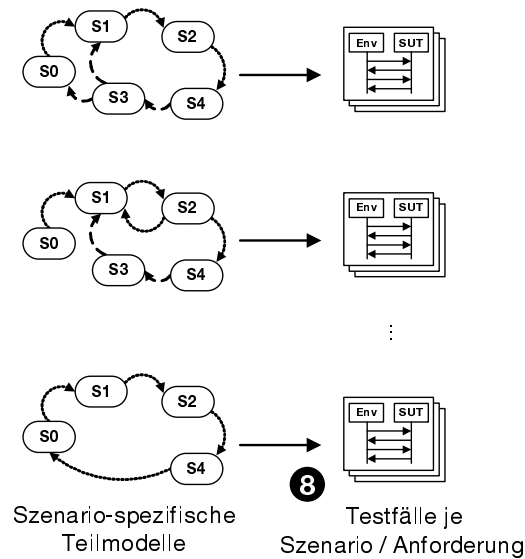 S1
S2
S0
S3
S4
Env SUT
S1
S2
S0
S3
S4
Env SUT
⋮
S1
S2
S0
S4
Env SUT
8
Szenario-spezifische
Teilmodelle
Testfälle je
Szenario / Anforderung